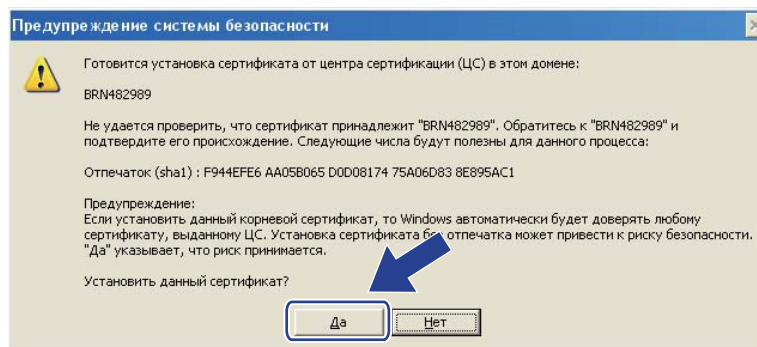 Предупреждение системы безопасности
Готовится установка сертификата от центра сертификации (ЦС) в этом домене:
BRN482989
Не удается проверить, что сертификат принадлежит "BRN482989". Обратитесь к "BRN482989" и
подтвердите его происхождение. Следующие числа будут полезны для данного процесса:
Отпечаток (sha1) : F944EFE6 AA05B065 D0D08174 75A06D83 8E895AC1
Предупреждение:
Если установить данный корневой сертификат, то Windows автоматически будет доверять любому
сертификату, выданному ЦС. Установка сертификата без отпечатка может привести к риску безопасности.
"Да" указывает, что риск принимается.
Установить данный сертификат?
Да
Нет